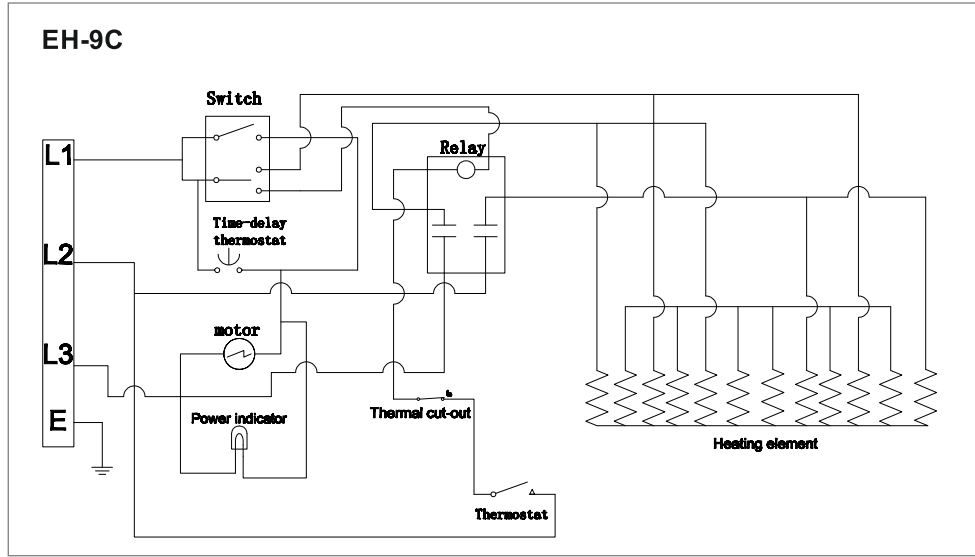 EH-9C
Switch
L1
Relay
Time-delay
thermostat
L2
motor
L3
Power indicator
Thermal cut-out
E
Heating element
Thermostat